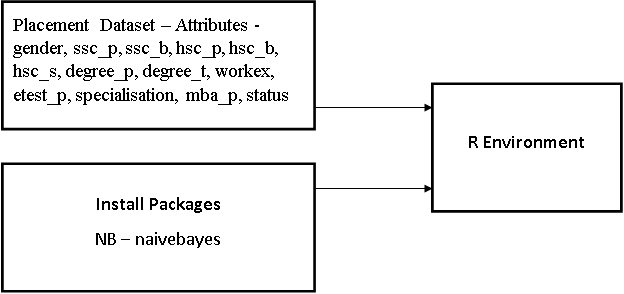 Placement Dataset – Attributes -
gender, ssc_p, ssc_b, hsc_p, hsc_b,
hsc_s, degree_p, degree_t, workex,
etest_p, specialisation, mba_p, status
R Environment
Install Packages
NB – naivebayes